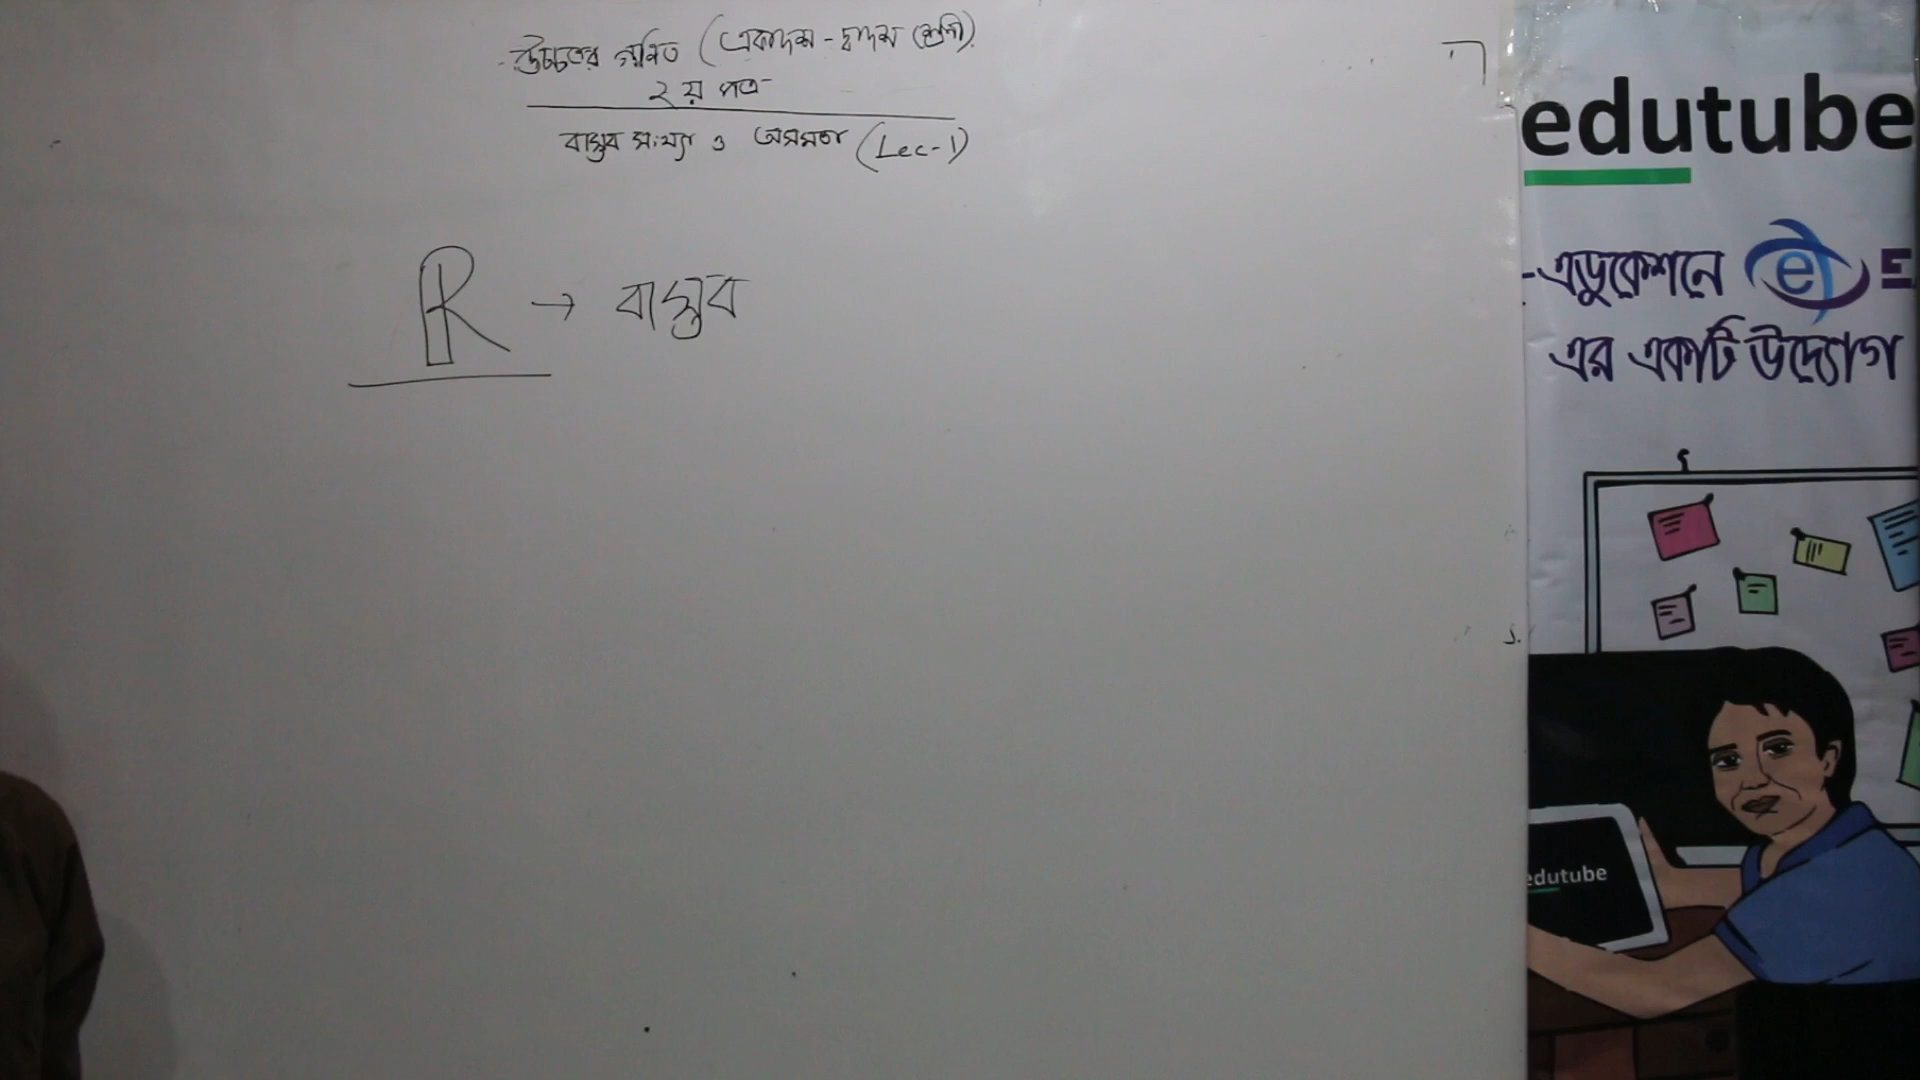 উচ্চতর গণিত (একাদশ - দ্বাদশ শ্রেণী)
২য় পত্র
বাস্তব সংখ্যা ও অসমতা (Lec-1)
ℝ → বাস্তব
edutube
এডুকেশনে e
এর একটি উদ্যোগ
edutube